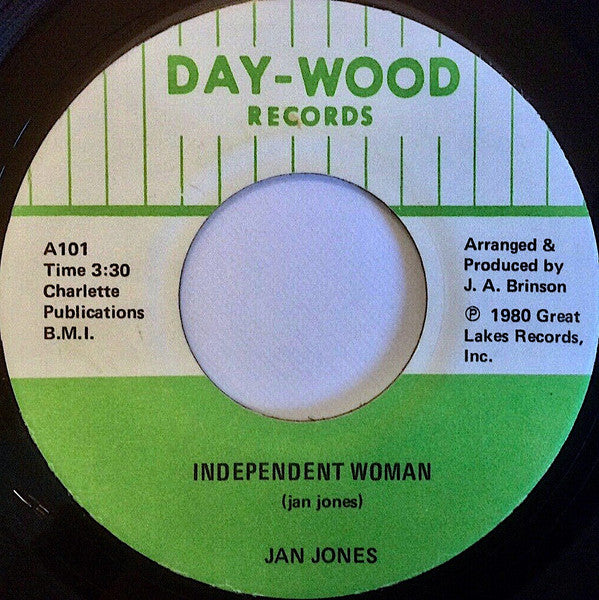 DAY-WOOD
RECORDS
A101
Time 3:30
Charlette
Publications
B.M.I.
Arranged &
Produced by
J. A. Brinson
℗ 1980 Great
Lakes Records,
Inc.
INDEPENDENT WOMAN
(jan jones)
JAN JONES